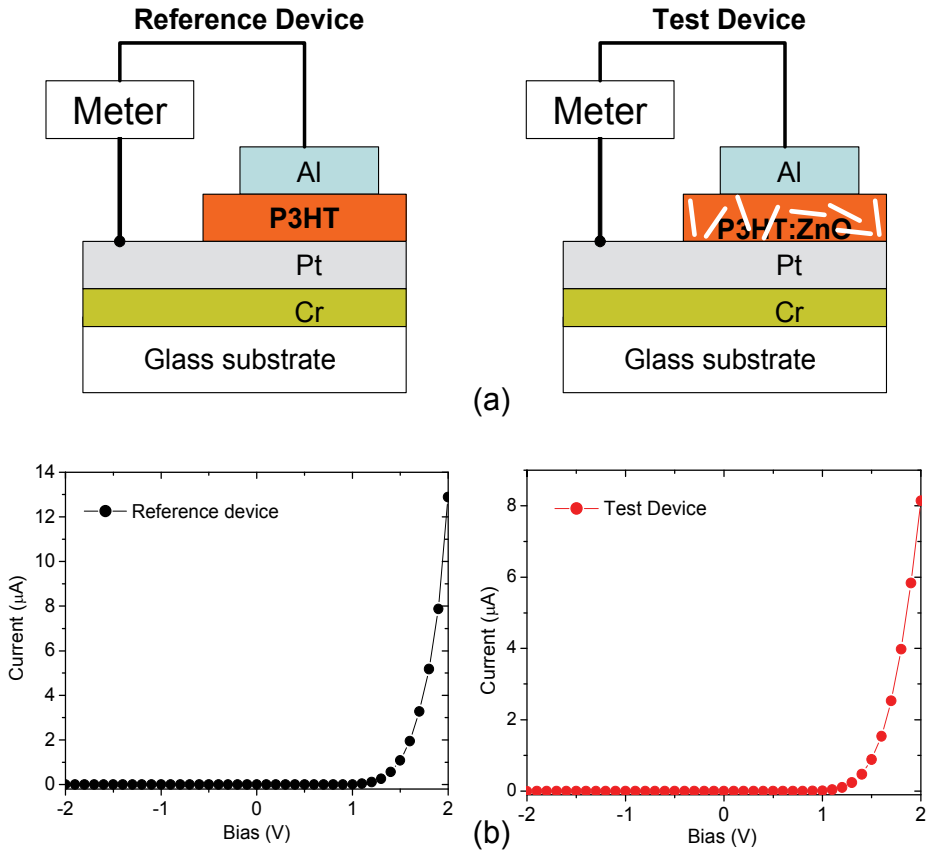 Reference Device
Test Device
Meter
Al
P3HT
Pt
Cr
Glass substrate
Meter
Al
P3HT:ZnO
Pt
Cr
Glass substrate
(a)
14
12
10
8
6
4
2
0
Current (μA)
Reference device
-2
-1
0
1
2
Bias (V)
8
6
4
2
0
Current (μA)
Test Device
-2
-1
0
1
2
Bias (V)
(b)